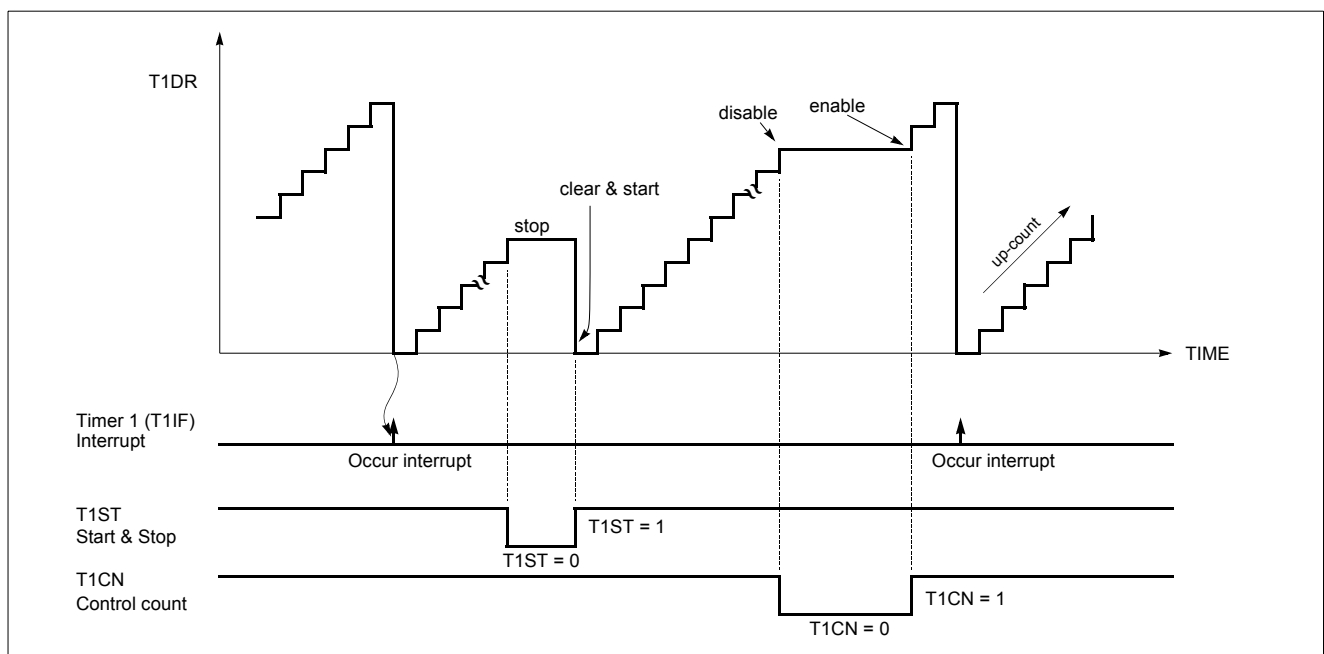 T1DR
disable
enable
clear & start
stop
up-count
TIME
Timer 1 (T1IF)
Interrupt
Occur interrupt
Occur interrupt
T1ST
Start & Stop
T1ST = 1
T1ST = 0
T1CN
Control count
T1CN = 1
T1CN = 0